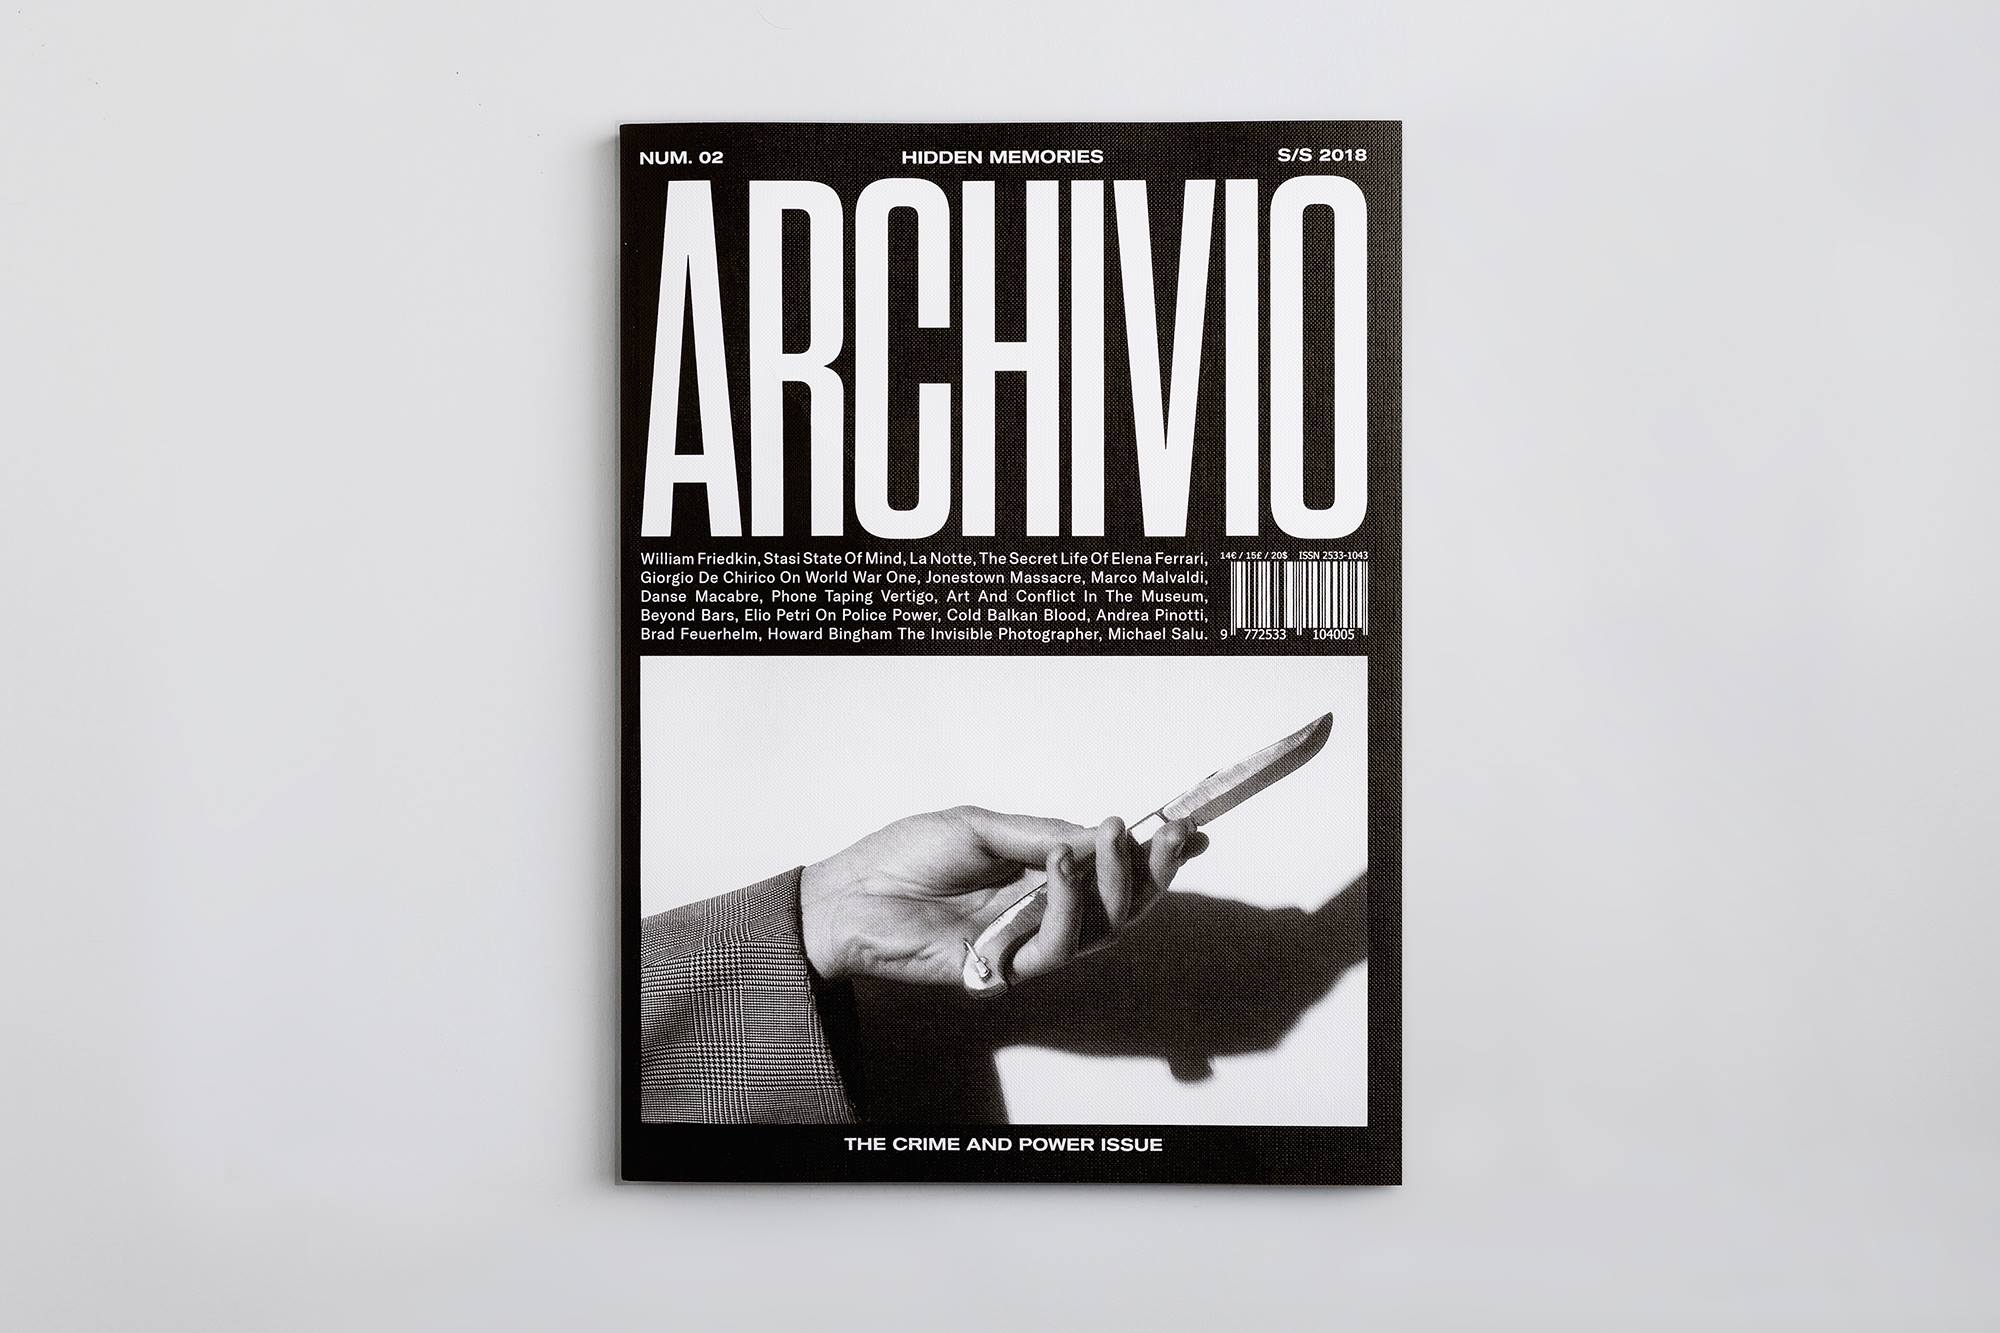 NUM. 02 HIDDEN MEMORIES S/S 2018
ARCHIVIO
William Friedkin, Stasi State Of Mind, La Notte, The Secret Life Of Elena Ferrari,
Giorgio De Chirico On World War One, Jonestown Massacre, Marco Malvaldi,
Danse Macabre, Phone Taping Vertigo, Art And Conflict In The Museum,
Beyond Bars, Elio Petri On Police Power, Cold Balkan Blood, Andrea Pinotti,
Brad Feuerhelm, Howard Bingham The Invisible Photographer, Michael Salu.
14€ / 15£ / 20$ ISSN 2533-1043
9 772533 104005
THE CRIME AND POWER ISSUE